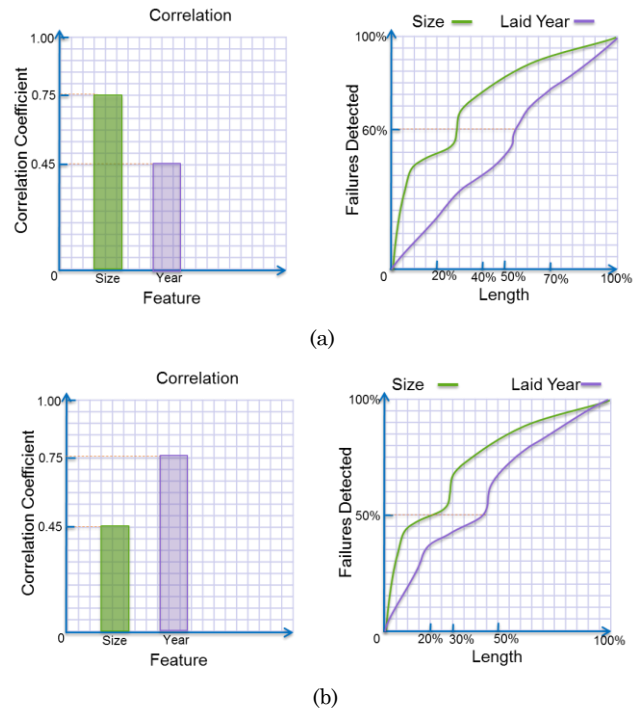 Correlation
1.00
0.75
0.45
0
Correlation Coefficient
Size
Year
Feature
Size
Laid Year
100%
60%
Failures Detected
0
20%
40%
50%
70%
100%
Length
(a)
Correlation
1.00
0.75
0.45
0
Correlation Coefficient
Size
Year
Feature
Size
Laid Year
100%
50%
Failures Detected
0
20%
30%
50%
100%
Length
(b)